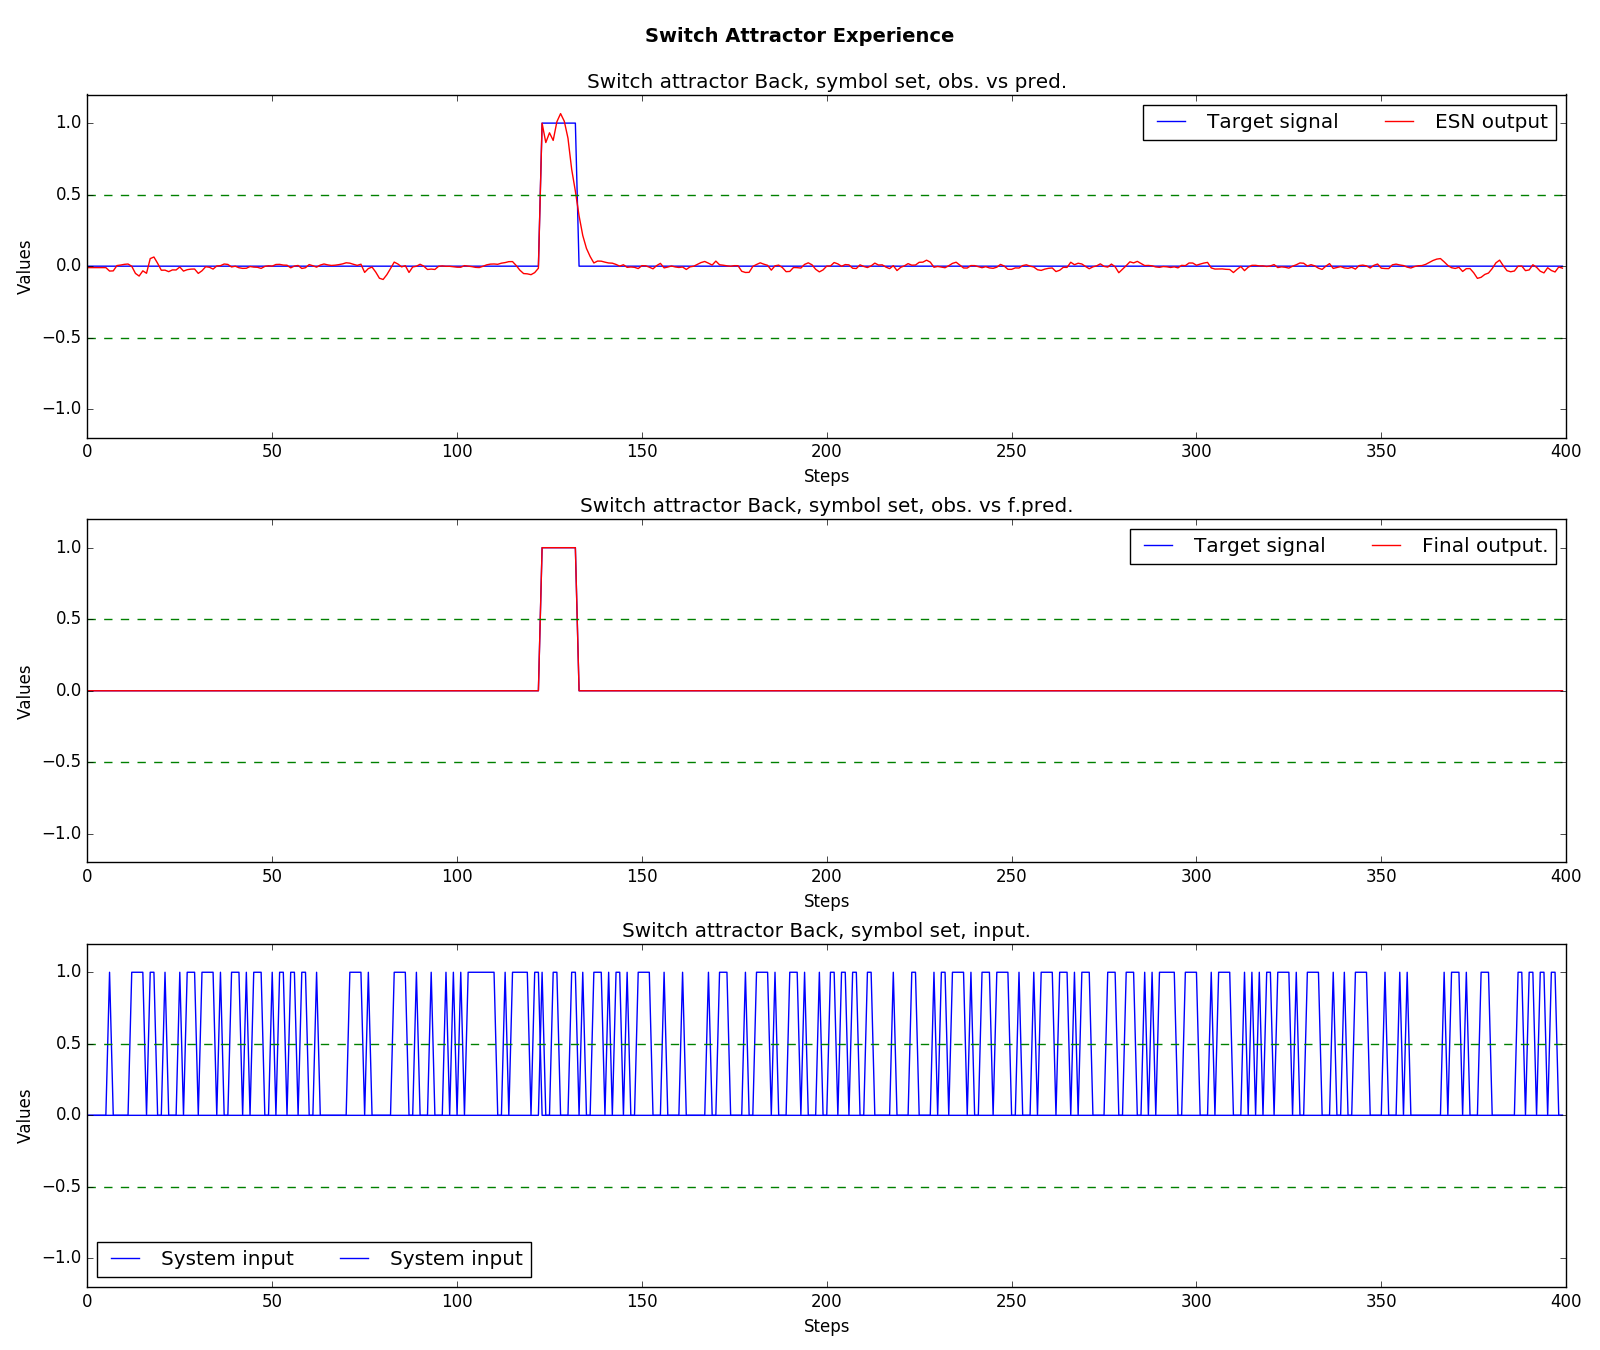 Switch Attractor Experience
Switch attractor Back, symbol set, obs. vs pred.
Target signal ESN output
1.0
0.5
0.0
−0.5
−1.0
Values
0 50 100 150 200 250 300 350 400
Steps
Switch attractor Back, symbol set, obs. vs f.pred.
Target signal Final output.
1.0
0.5
0.0
−0.5
−1.0
Values
0 50 100 150 200 250 300 350 400
Steps
Switch attractor Back, symbol set, input.
1.0
0.5
0.0
−0.5
−1.0
Values
System input System input
0 50 100 150 200 250 300 350 400
Steps